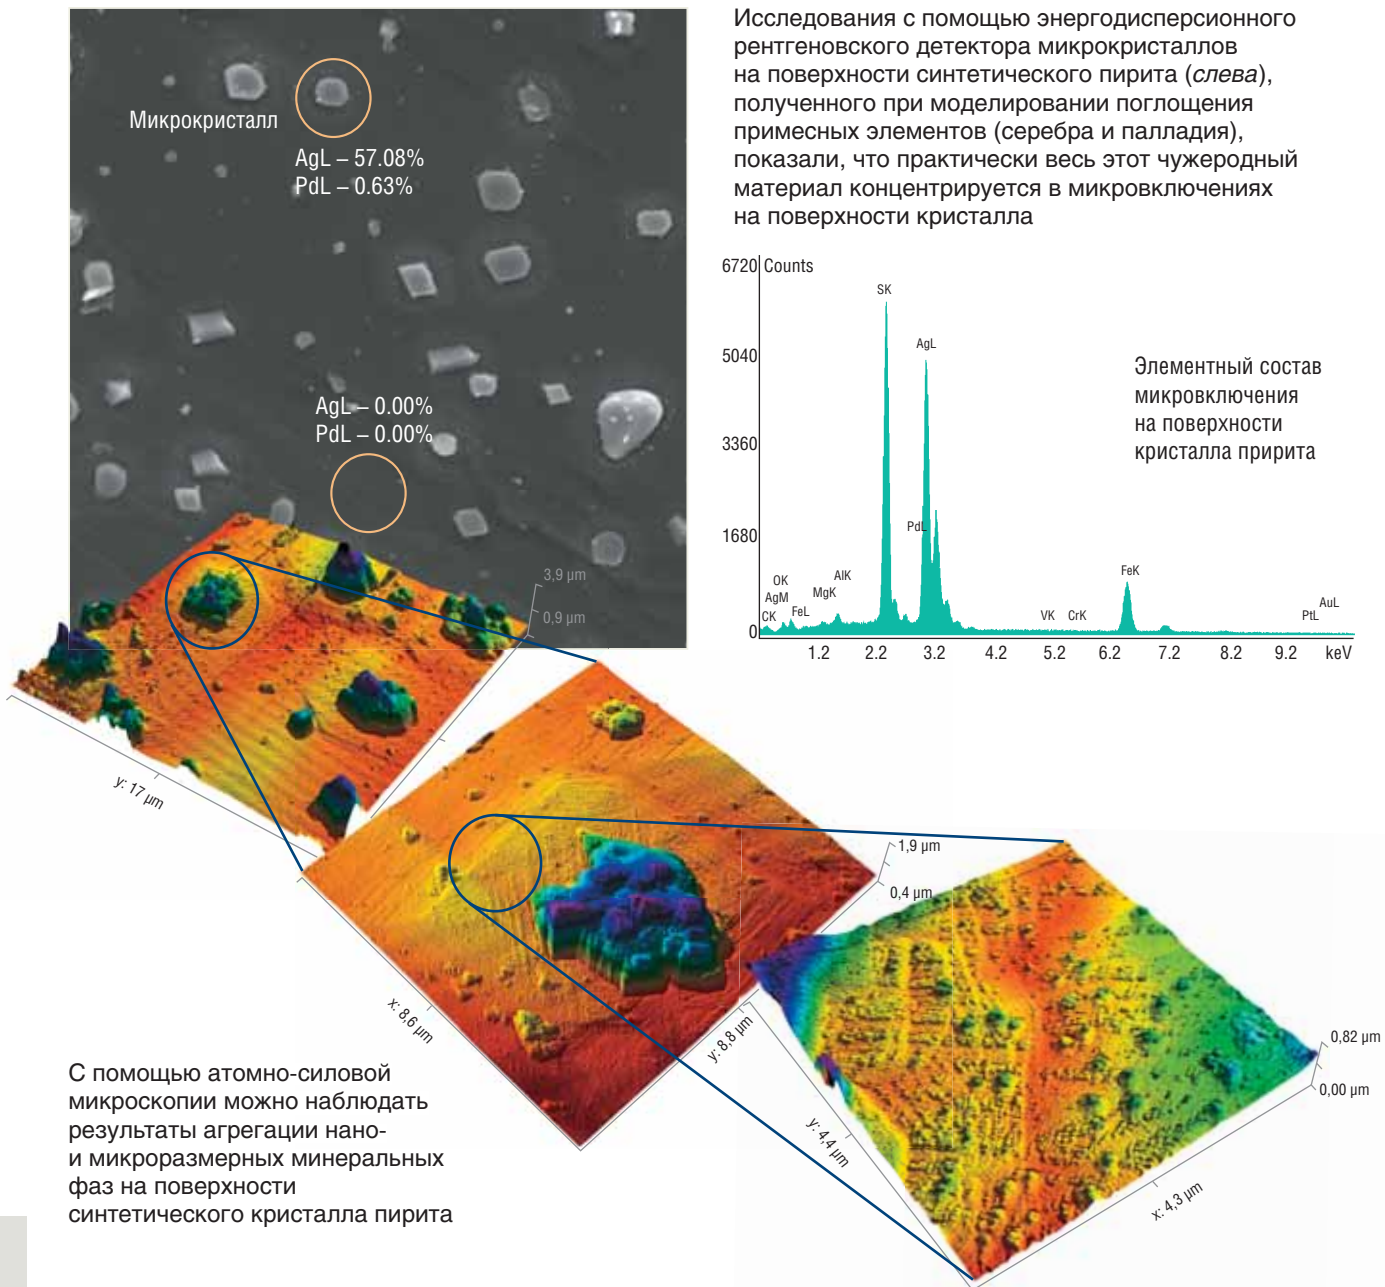 Исследования с помощью энергодисперсионного
рентгеновского детектора микрокристаллов
на поверхности синтетического пирита (слева),
полученного при моделировании поглощения
примесных элементов (серебра и палладия),
показали, что практически весь этот чужеродный
материал концентрируется в микровключениях
на поверхности кристалла
Микрокристалл
AgL – 57.08%
PdL – 0.63%
AgL – 0.00%
PdL – 0.00%
6720 Counts
5040
3360
1680
0
SK
AgL
PdL
OK
AgM
CK
FeL
MgK
AlK
VK
CrK
FeK
PtL
AuL
1.2 2.2 3.2 4.2 5.2 6.2 7.2 8.2 9.2 keV
Элементный состав
микровключения
на поверхности
кристалла пририта
3,9 µm
0,9 µm
y: 17 µm
1,9 µm
0,4 µm
x: 8,6 µm
y: 8,8 µm
0,82 µm
0,00 µm
y: 4,4 µm
x: 4,3 µm
С помощью атомно-силовой
микроскопии можно наблюдать
результаты агрегации нано-
и микроразмерных минеральных
фаз на поверхности
синтетического кристалла пирита